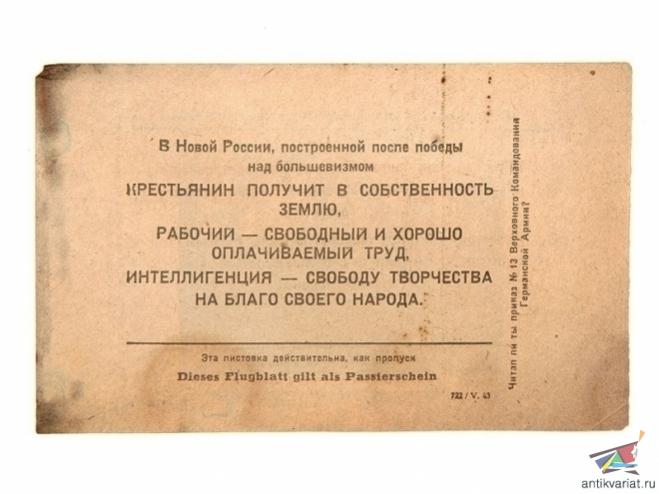 В Новой России, построенной после победы
над большевизмом
КРЕСТЬЯНИН ПОЛУЧИТ В СОБСТВЕННОСТЬ
ЗЕМЛЮ,
РАБОЧИЙ — СВОБОДНЫЙ И ХОРОШО
ОПЛАЧИВАЕМЫЙ ТРУД,
ИНТЕЛЛИГЕНЦИЯ — СВОБОДУ ТВОРЧЕСТВА
НА БЛАГО СВОЕГО НАРОДА.
Эта листовка действительна, как пропуск
Dieses Flugblatt gilt als Passierschein
722 / V. 43
Читал ли ты приказ № 13 Верховного Командования
Германской Армии?
antikvariat.ru